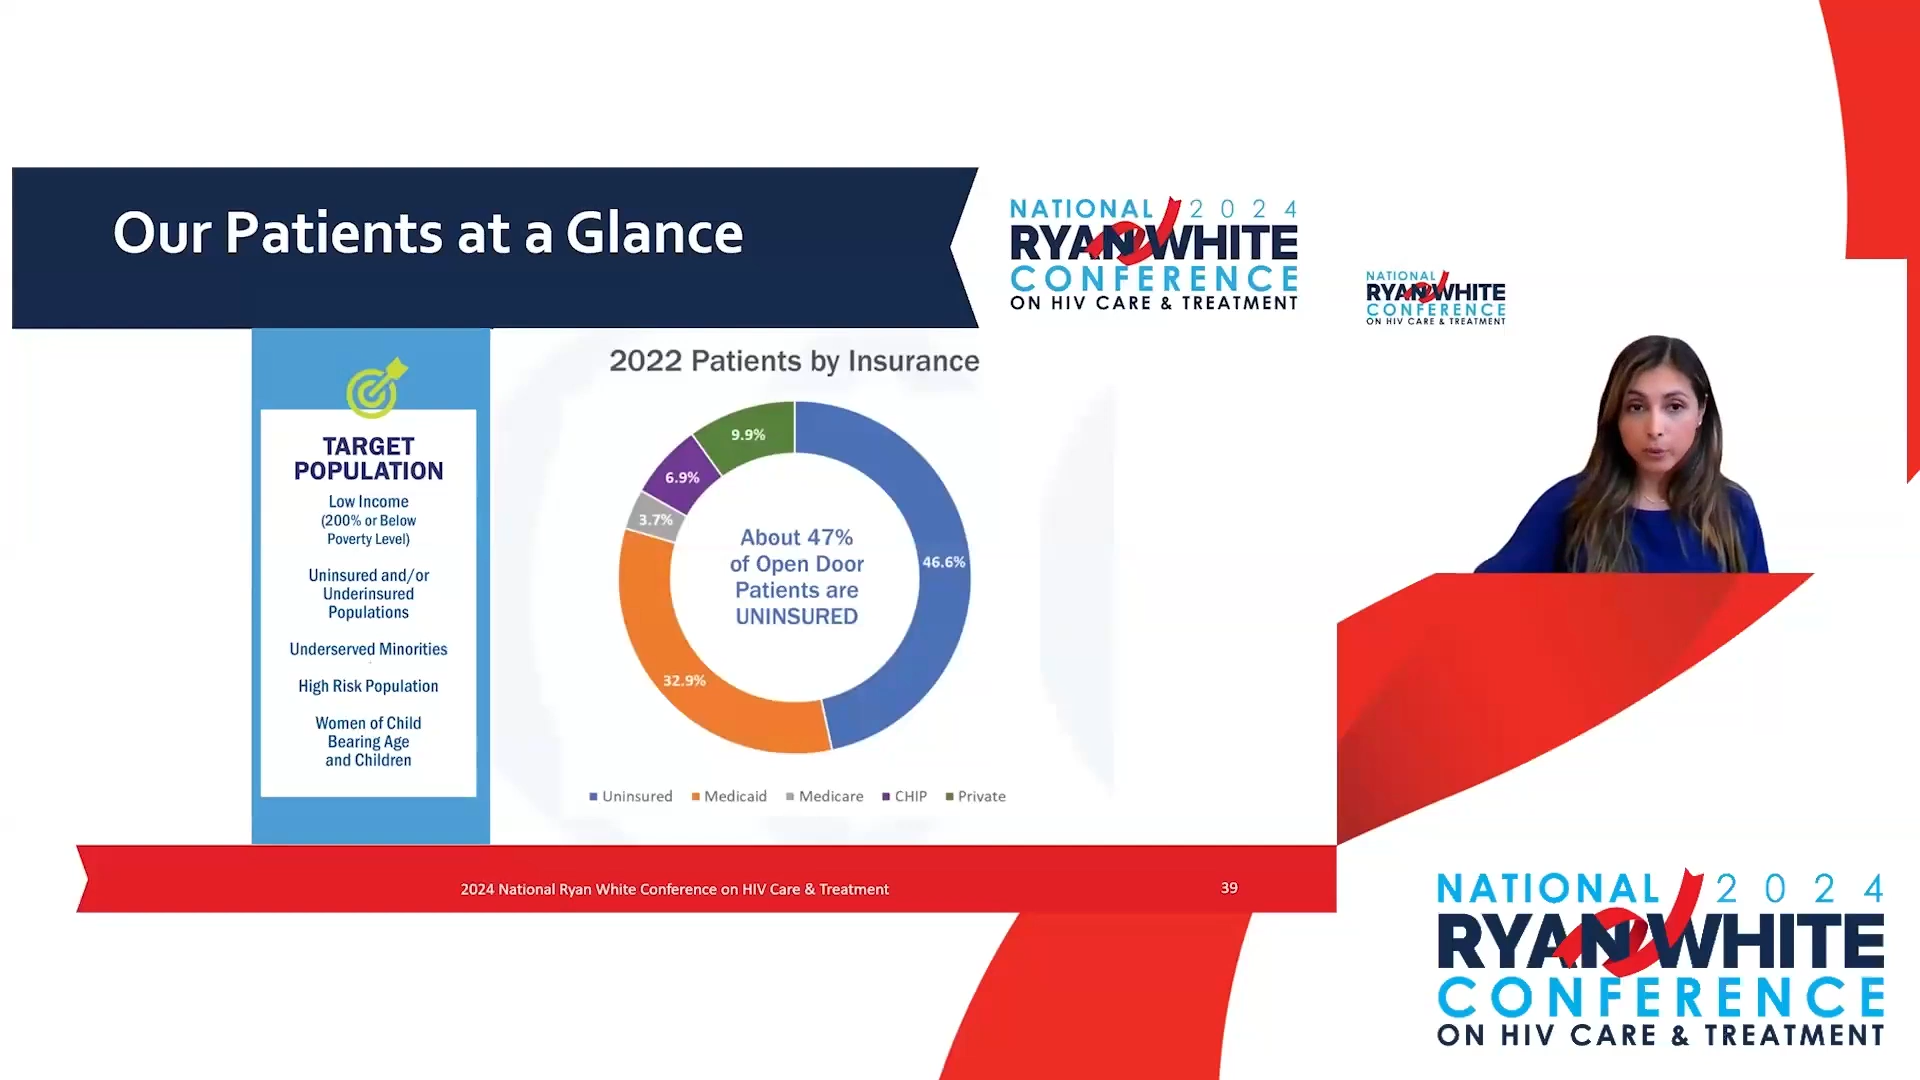 Our Patients at a Glance
NATIONAL 2024
RYAN WHITE
CONFERENCE
ON HIV CARE & TREATMENT
NATIONAL
RYAN WHITE
CONFERENCE
ON HIV CARE & TREATMENT
TARGET
POPULATION
Low Income
(200% or Below
Poverty Level)
Uninsured and/or
Underinsured
Populations
Underserved Minorities
High Risk Population
Women of Child
Bearing Age
and Children
2022 Patients by Insurance
9.9%
6.9%
3.7%
46.6%
32.9%
About 47%
of Open Door
Patients are
UNINSURED
Uninsured Medicaid Medicare CHIP Private
2024 National Ryan White Conference on HIV Care & Treatment 39
NATIONAL 2024
RYAN WHITE
CONFERENCE
ON HIV CARE & TREATMENT